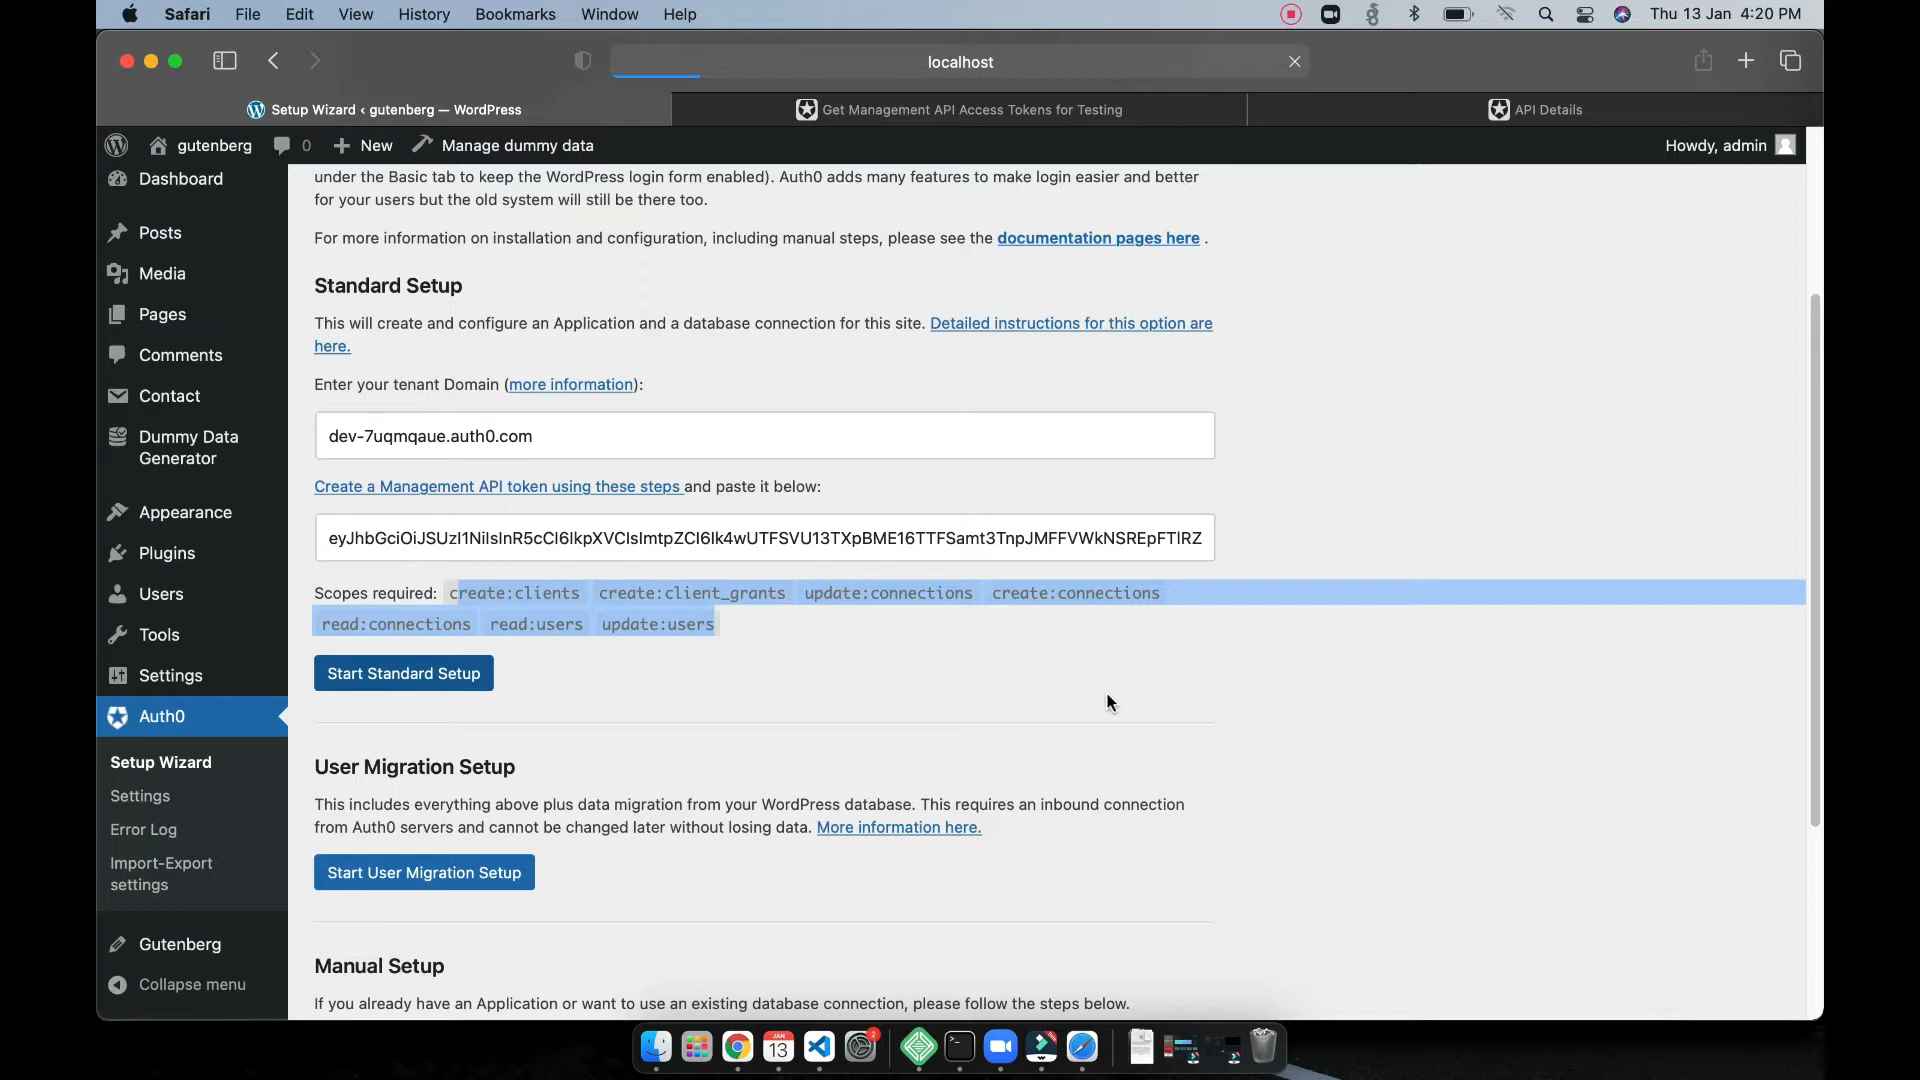 Safari File Edit View History Bookmarks Window Help Thu 13 Jan 4:20 PM
localhost
Setup Wizard ‹ gutenberg — WordPress Get Management API Access Tokens for Testing API Details
gutenberg 0 New Manage dummy data Howdy, admin
Dashboard
Posts
Media
Pages
Comments
Contact
Dummy Data
Generator
Appearance
Plugins
Users
Tools
Settings
Auth0
Setup Wizard
Settings
Error Log
Import-Export
settings
Gutenberg
Collapse menu
under the Basic tab to keep the WordPress login form enabled). Auth0 adds many features to make login easier and better
for your users but the old system will still be there too.
For more information on installation and configuration, including manual steps, please see the documentation pages here .
Standard Setup
This will create and configure an Application and a database connection for this site. Detailed instructions for this option are
here.
Enter your tenant Domain (more information):
dev-7uqmqaue.auth0.com
Create a Management API token using these steps and paste it below:
Scopes required: create:clients create:client_grants update:connections create:connections
read:connections read:users update:users
Start Standard Setup
User Migration Setup
This includes everything above plus data migration from your WordPress database. This requires an inbound connection
from Auth0 servers and cannot be changed later without losing data. More information here.
Start User Migration Setup
Manual Setup
If you already have an Application or want to use an existing database connection, please follow the steps below.
JAN
13
2